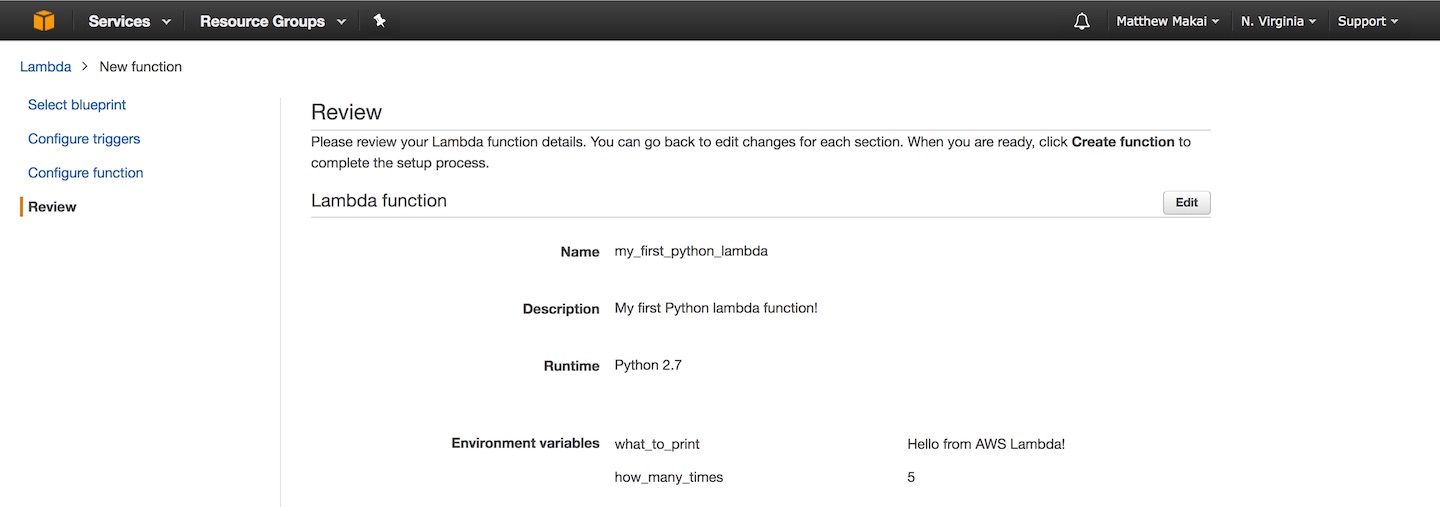 Services Resource Groups Matthew Makai N. Virginia Support
Lambda > New function
Select blueprint
Configure triggers
Configure function
Review
Review
Please review your Lambda function details. You can go back to edit changes for each section. When you are ready, click Create function to
complete the setup process.
Lambda function Edit
Name my_first_python_lambda
Description My first Python lambda function!
Runtime Python 2.7
Environment variables what_to_print Hello from AWS Lambda!
how_many_times 5